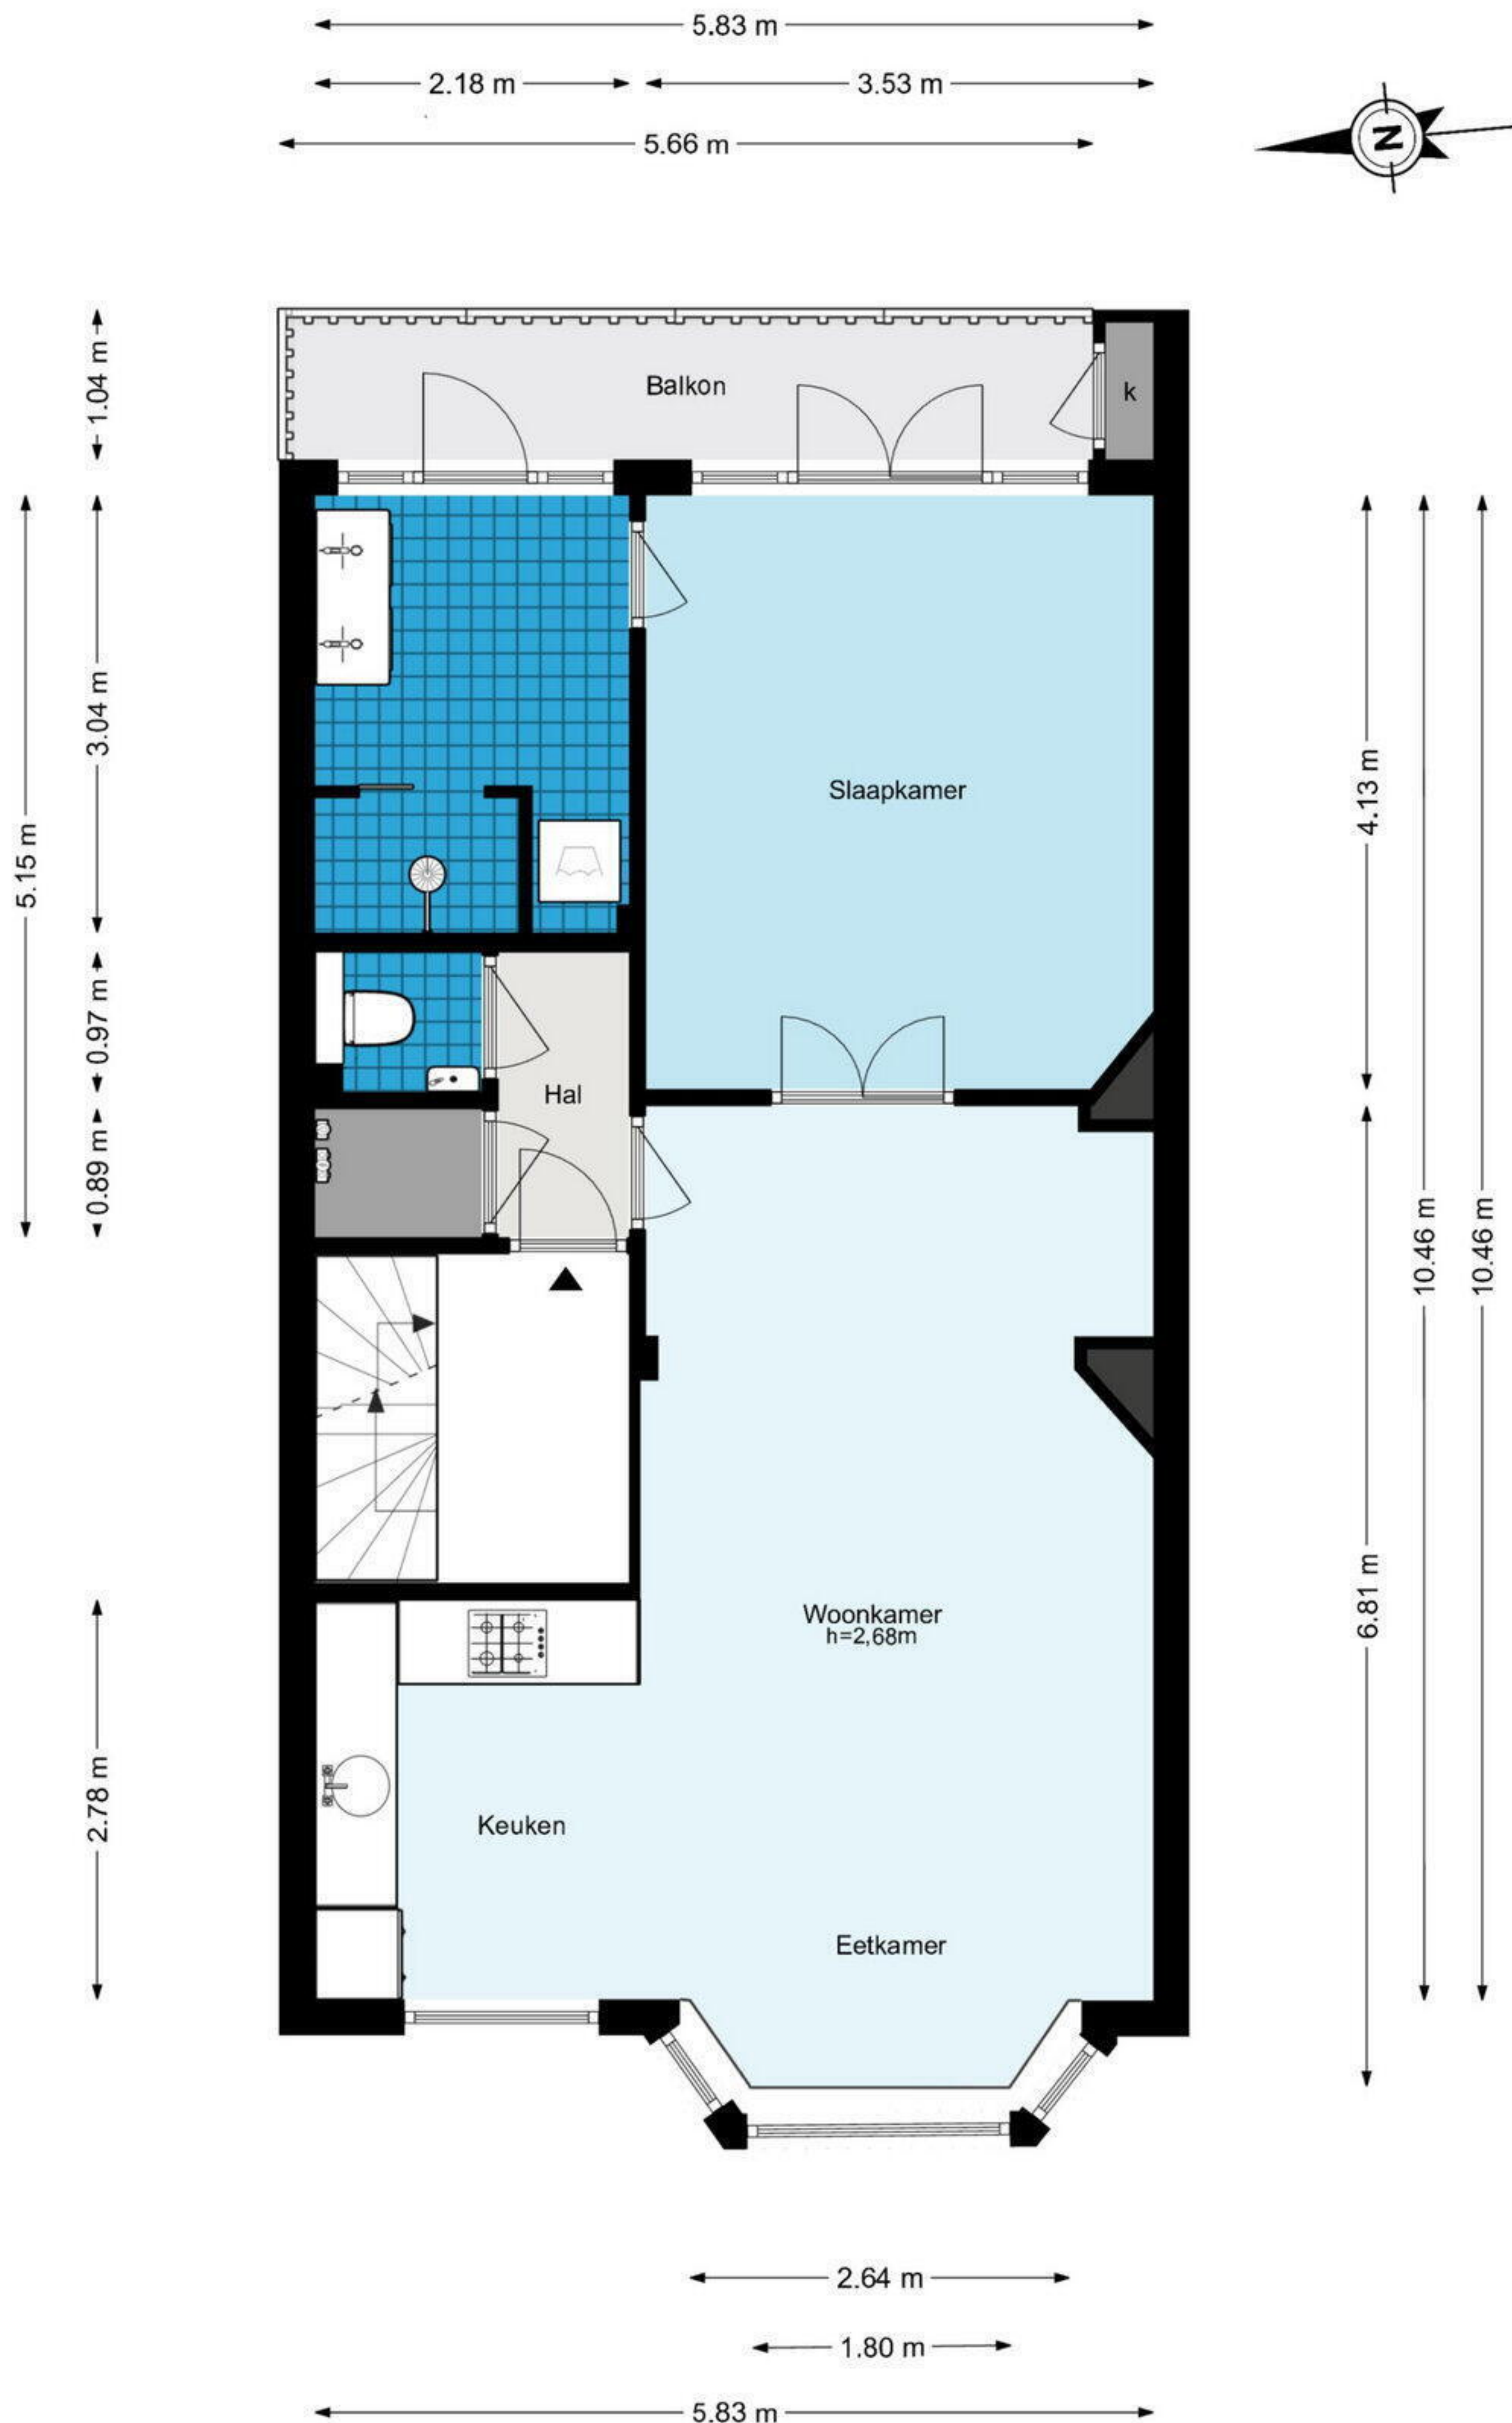 5.83 m
2.18 m
3.53 m
5.66 m
N
1.04 m
Balkon
k
5.15 m
3.04 m
4.13 m
Slaapkamer
0.97 m
Hal
0.89 m
10.46 m
10.46 m
6.81 m
Woonkamer
h=2,68m
2.78 m
Keuken
Eetkamer
2.64 m
1.80 m
5.83 m